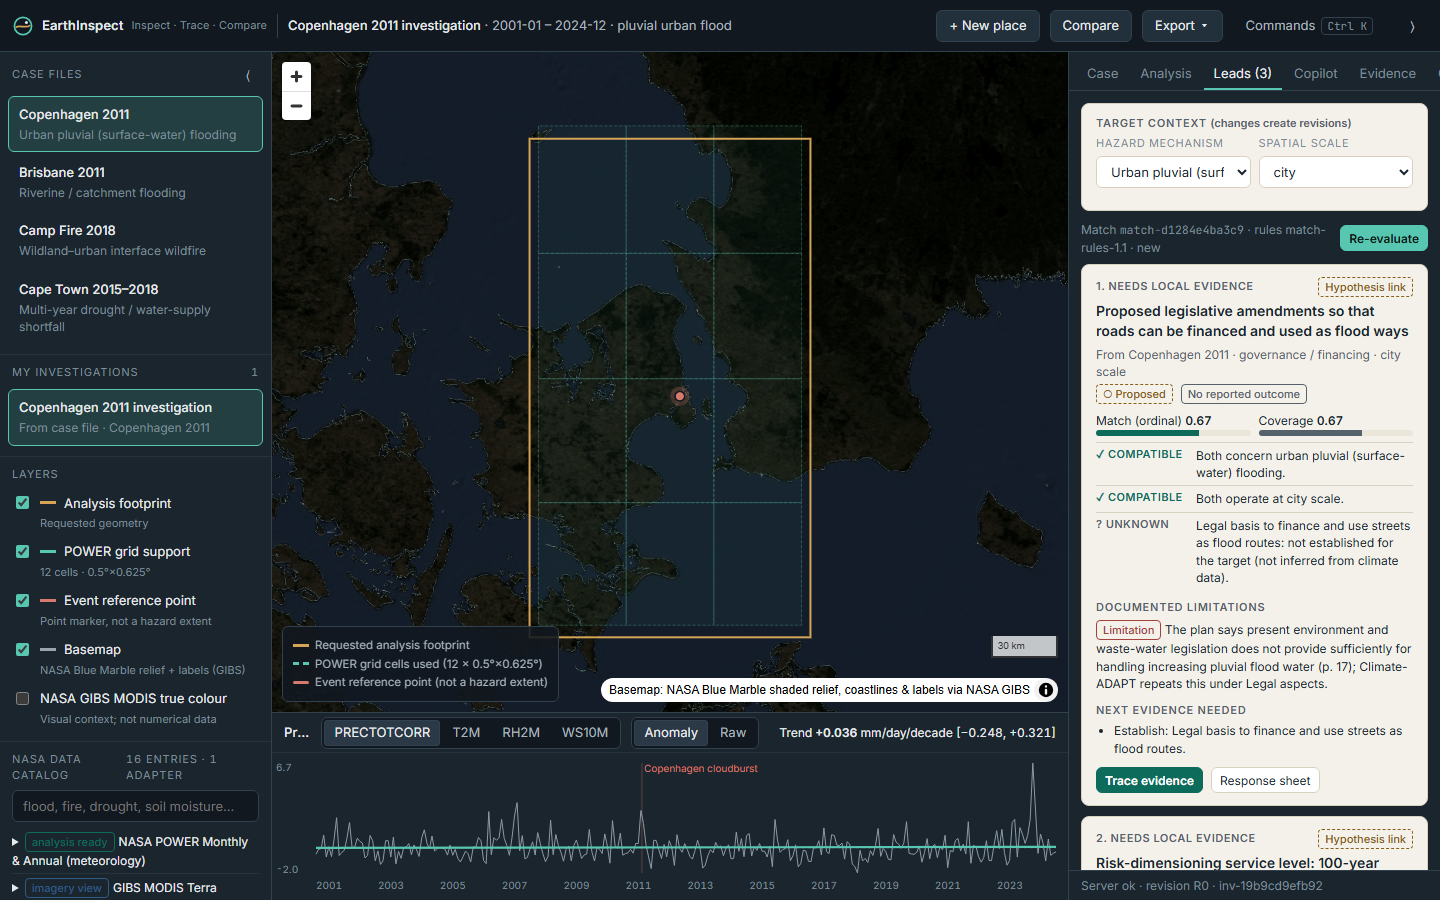 EarthInspect Inspect · Trace · Compare
Copenhagen 2011 investigation · 2001-01 – 2024-12 · pluvial urban flood
+ New place
Compare
Export
Commands Ctrl K
CASE FILES
Copenhagen 2011
Urban pluvial (surface-water) flooding
Brisbane 2011
Riverine / catchment flooding
Camp Fire 2018
Wildland–urban interface wildfire
Cape Town 2015–2018
Multi-year drought / water-supply
shortfall
MY INVESTIGATIONS 1
Copenhagen 2011 investigation
From case file · Copenhagen 2011
LAYERS
Analysis footprint
Requested geometry
POWER grid support
12 cells · 0.5°×0.625°
Event reference point
Point marker, not a hazard extent
Basemap
NASA Blue Marble relief + labels (GIBS)
NASA GIBS MODIS true colour
Visual context; not numerical data
NASA DATA CATALOG
16 ENTRIES · 1 ADAPTER
flood, fire, drought, soil moisture...
analysis ready NASA POWER Monthly
& Annual (meteorology)
imagery view GIBS MODIS Terra
+
−
Requested analysis footprint
POWER grid cells used (12 × 0.5°×0.625°)
Event reference point (not a hazard extent)
30 km
Basemap: NASA Blue Marble shaded relief, coastlines & labels via NASA GIBS
Pr...
PRECTOTCORR T2M RH2M WS10M
Anomaly Raw
Trend +0.036 mm/day/decade [−0.248, +0.321]
6.7
Copenhagen cloudburst
-2.0
2001 2003 2005 2007 2009 2011 2013 2015 2017 2019 2021 2023
Case Analysis Leads (3) Copilot Evidence
TARGET CONTEXT (changes create revisions)
HAZARD MECHANISM SPATIAL SCALE
Urban pluvial (surf city
Match match-d1284e4ba3c9 · rules match-
rules-1.1 · new
Re-evaluate
1. NEEDS LOCAL EVIDENCE Hypothesis link
Proposed legislative amendments so that
roads can be financed and used as flood ways
From Copenhagen 2011 · governance / financing · city
scale
Proposed No reported outcome
Match (ordinal) 0.67 Coverage 0.67
✓ COMPATIBLE Both concern urban pluvial (surface-
water) flooding.
✓ COMPATIBLE Both operate at city scale.
? UNKNOWN Legal basis to finance and use streets
as flood routes: not established for
the target (not inferred from climate
data).
DOCUMENTED LIMITATIONS
Limitation The plan says present environment and
waste-water legislation does not provide sufficiently for
handling increasing pluvial flood water (p. 17); Climate-
ADAPT repeats this under Legal aspects.
NEXT EVIDENCE NEEDED
• Establish: Legal basis to finance and use streets as
flood routes.
Trace evidence Response sheet
2. NEEDS LOCAL EVIDENCE Hypothesis link
Risk-dimensioning service level: 100-year
Server ok · revision R0 · inv-19b9cd9efb92